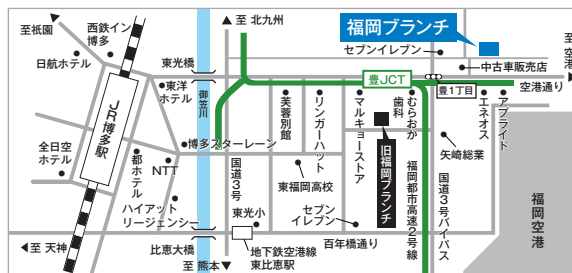 至祇園
西鉄イン
博多
日航ホテル
至 北九州
東光橋
福岡ブランチ
セブンイレブン
至
空港
中古車販売店
東洋
ホテル
御笠川
豊JCT
豊1丁目
空港通り
JR博多駅
芙蓉別館
リンガーハット
マルキョーストア
むらおか
歯科
エネオス
アプライド
全日空
ホテル
都ホテル
NTT
博多スターレーン
国道3号
東福岡高校
旧福岡ブランチ
矢崎総業
福岡都市高速2号線
国道3号バイパス
福岡空港
ハイアット
リージェンシー
東光小
セブン
イレブン
至 天神
比恵大橋
百年橋通り
至 熊本
地下鉄空港線
東比恵駅